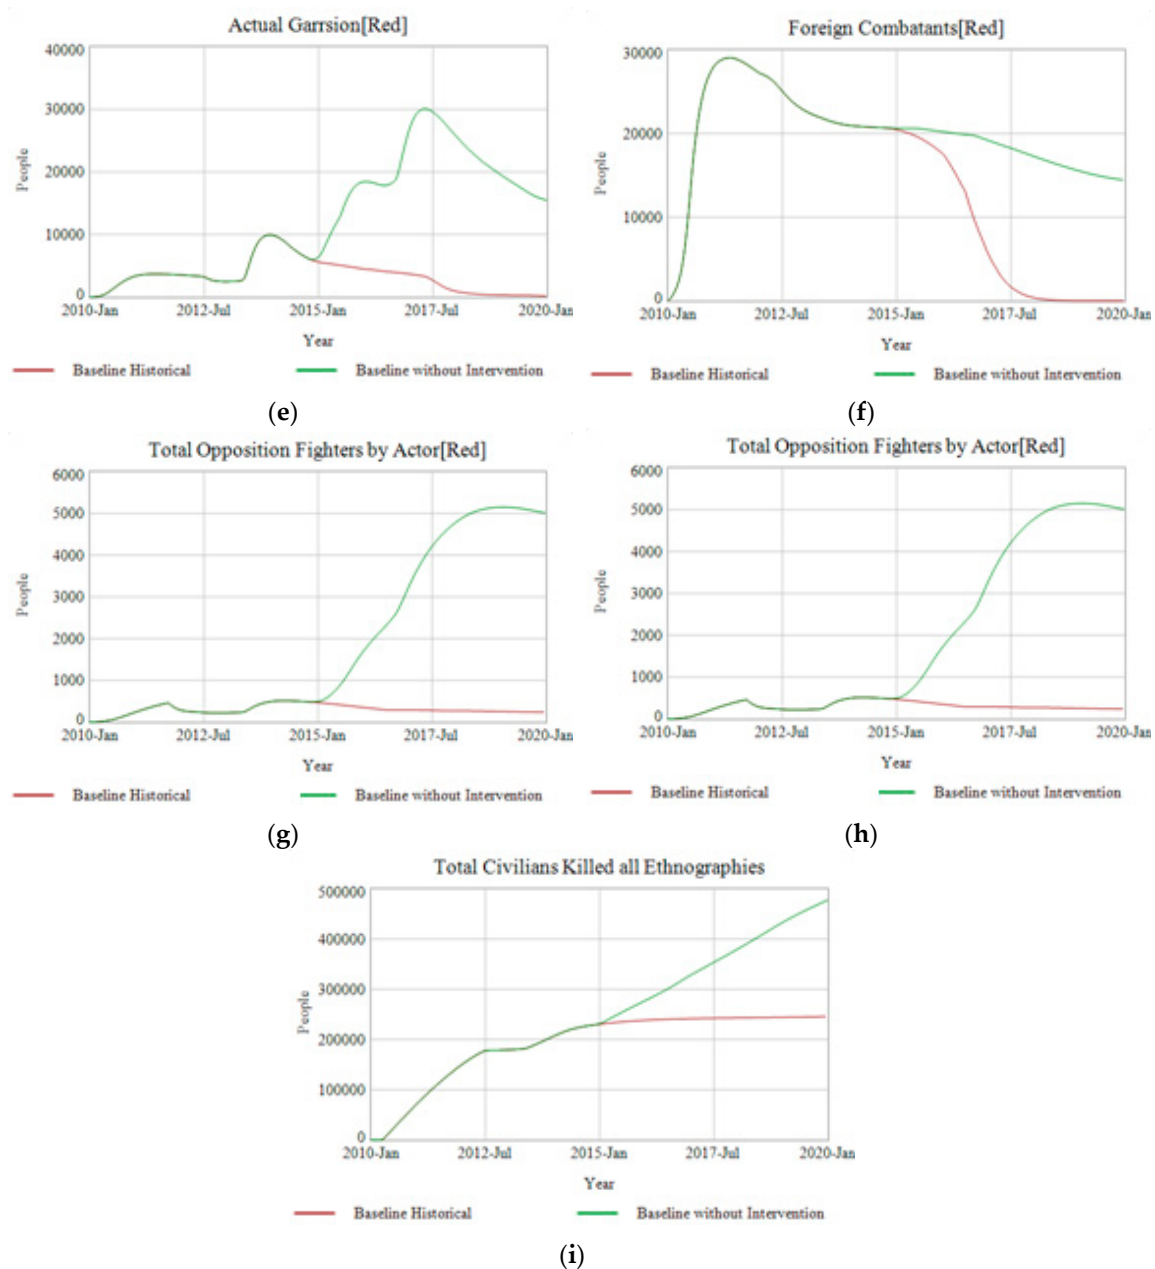 Actual Garrsion[Red]
40000
30000
20000
10000
0
People
2010-Jan 2012-Jul 2015-Jan 2017-Jul 2020-Jan
Year
Baseline Historical Baseline without Intervention
(e)
Foreign Combatants[Red]
30000
20000
10000
0
People
2010-Jan 2012-Jul 2015-Jan 2017-Jul 2020-Jan
Year
Baseline Historical Baseline without Intervention
(f)
Total Opposition Fighters by Actor[Red]
6000
5000
4000
3000
2000
1000
0
People
2010-Jan 2012-Jul 2015-Jan 2017-Jul 2020-Jan
Year
Baseline Historical Baseline without Intervention
(g)
Total Opposition Fighters by Actor[Red]
6000
5000
4000
3000
2000
1000
0
People
2010-Jan 2012-Jul 2015-Jan 2017-Jul 2020-Jan
Year
Baseline Historical Baseline without Intervention
(h)
Total Civilians Killed all Ethnographies
500000
400000
300000
200000
100000
0
People
2010-Jan 2012-Jul 2015-Jan 2017-Jul 2020-Jan
Year
Baseline Historical Baseline without Intervention
(i)